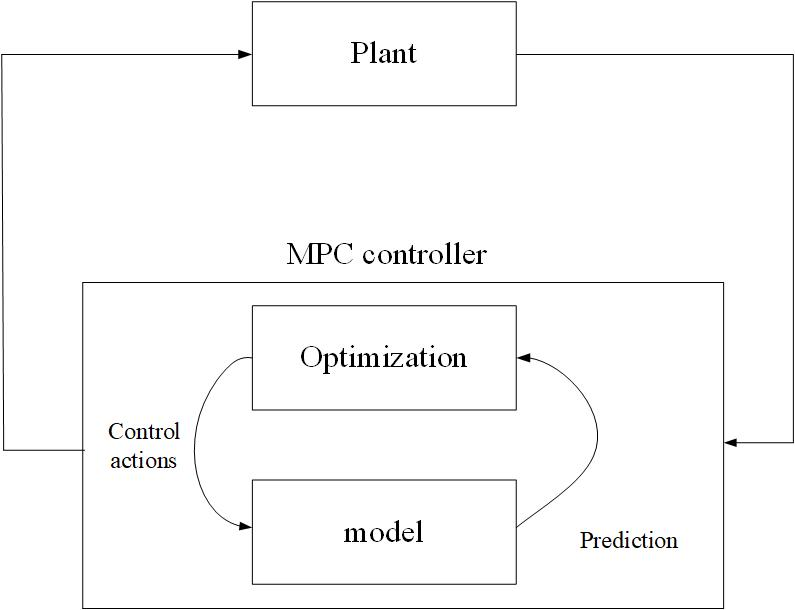 Plant
MPC controller
Optimization
Control
actions
model
Prediction